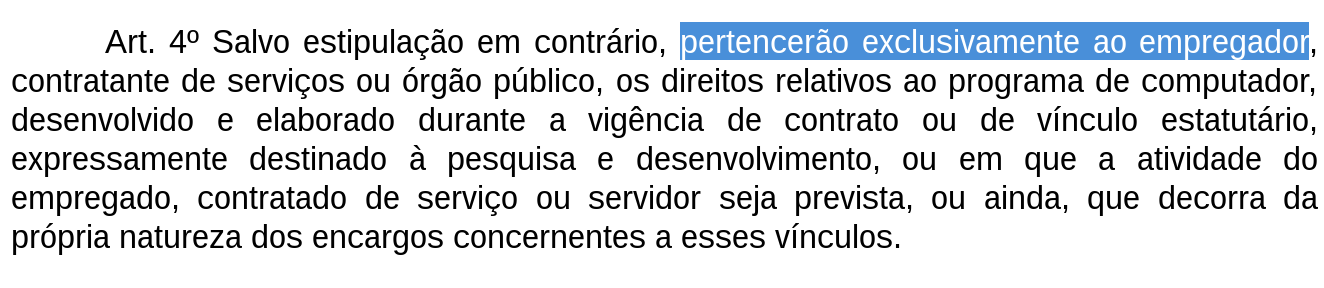 Art. 4º Salvo estipulação em contrário, pertencerão exclusivamente ao empregador,
contratante de serviços ou órgão público, os direitos relativos ao programa de computador,
desenvolvido e elaborado durante a vigência de contrato ou de vínculo estatutário,
expressamente destinado à pesquisa e desenvolvimento, ou em que a atividade do
empregado, contratado de serviço ou servidor seja prevista, ou ainda, que decorra da
própria natureza dos encargos concernentes a esses vínculos.